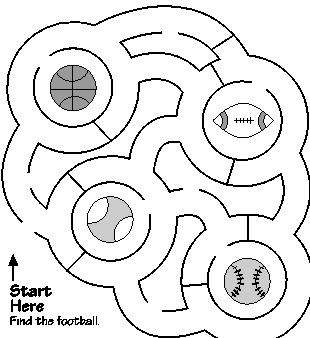 Start
Here
Find the football.